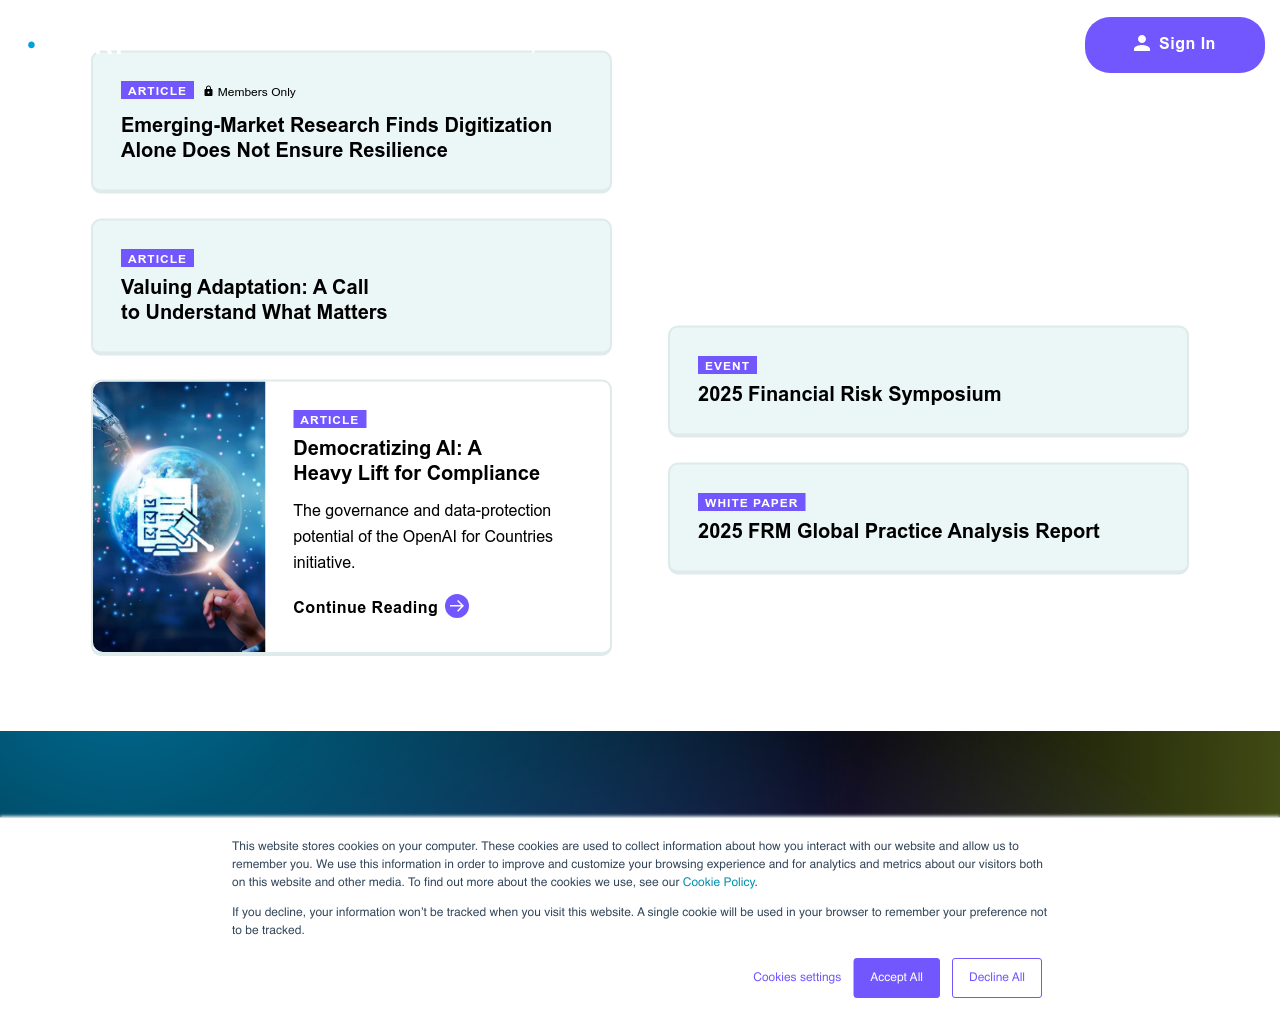 Sign In
ARTICLE
Members Only
Emerging-Market Research Finds Digitization
Alone Does Not Ensure Resilience
ARTICLE
Valuing Adaptation: A Call
to Understand What Matters
ARTICLE
Democratizing AI: A
Heavy Lift for Compliance
The governance and data-protection
potential of the OpenAI for Countries
initiative.
Continue Reading
EVENT
2025 Financial Risk Symposium
WHITE PAPER
2025 FRM Global Practice Analysis Report
This website stores cookies on your computer. These cookies are used to collect information about how you interact with our website and allow us to
remember you. We use this information in order to improve and customize your browsing experience and for analytics and metrics about our visitors both
on this website and other media. To find out more about the cookies we use, see our Cookie Policy.
If you decline, your information won't be tracked when you visit this website. A single cookie will be used in your browser to remember your preference not
to be tracked.
Cookies settings
Accept All
Decline All